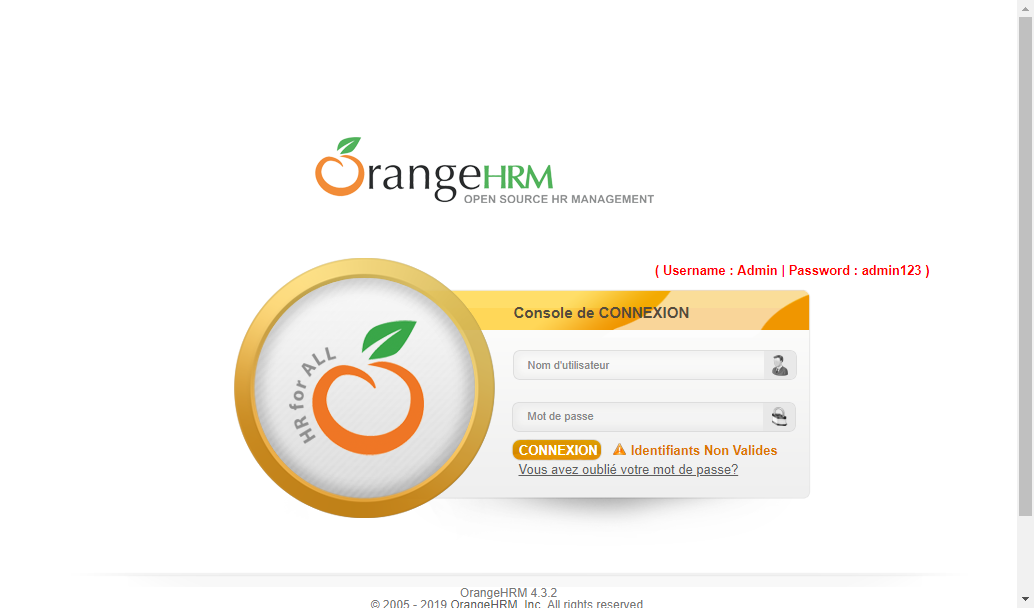 OrangeHRM
OPEN SOURCE HR MANAGEMENT
( Username : Admin | Password : admin123 )
Console de CONNEXION
HR for ALL
Nom d'utilisateur
Mot de passe
CONNEXION Identifiants Non Valides
Vous avez oublié votre mot de passe?
OrangeHRM 4.3.2
© 2005 - 2019 OrangeHRM, Inc. All rights reserved